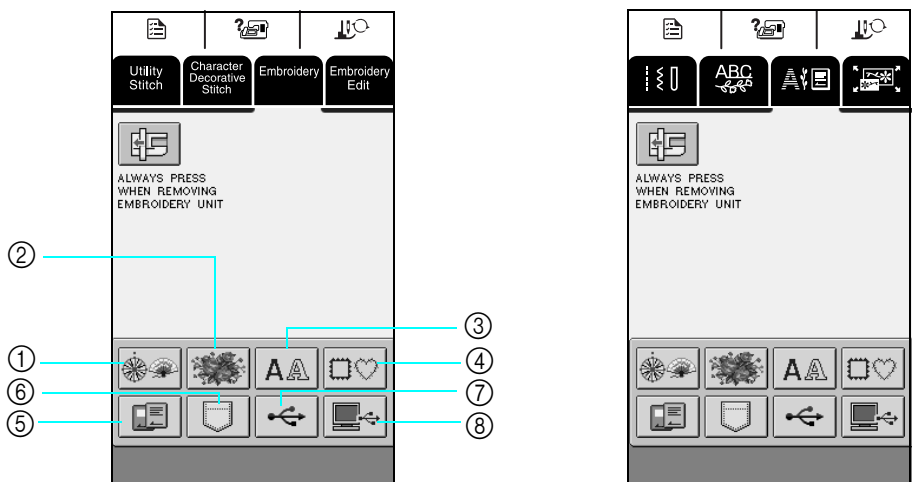 ?
Utility
Stitch
Character
Decorative
Stitch
Embroidery
Embroidery
Edit
ALWAYS PRESS
WHEN REMOVING
EMBROIDERY UNIT
②
③
①
AA
④
⑥
⑦
⑤
⑧
?
ABC
A
ALWAYS PRESS
WHEN REMOVING
EMBROIDERY UNIT
AA